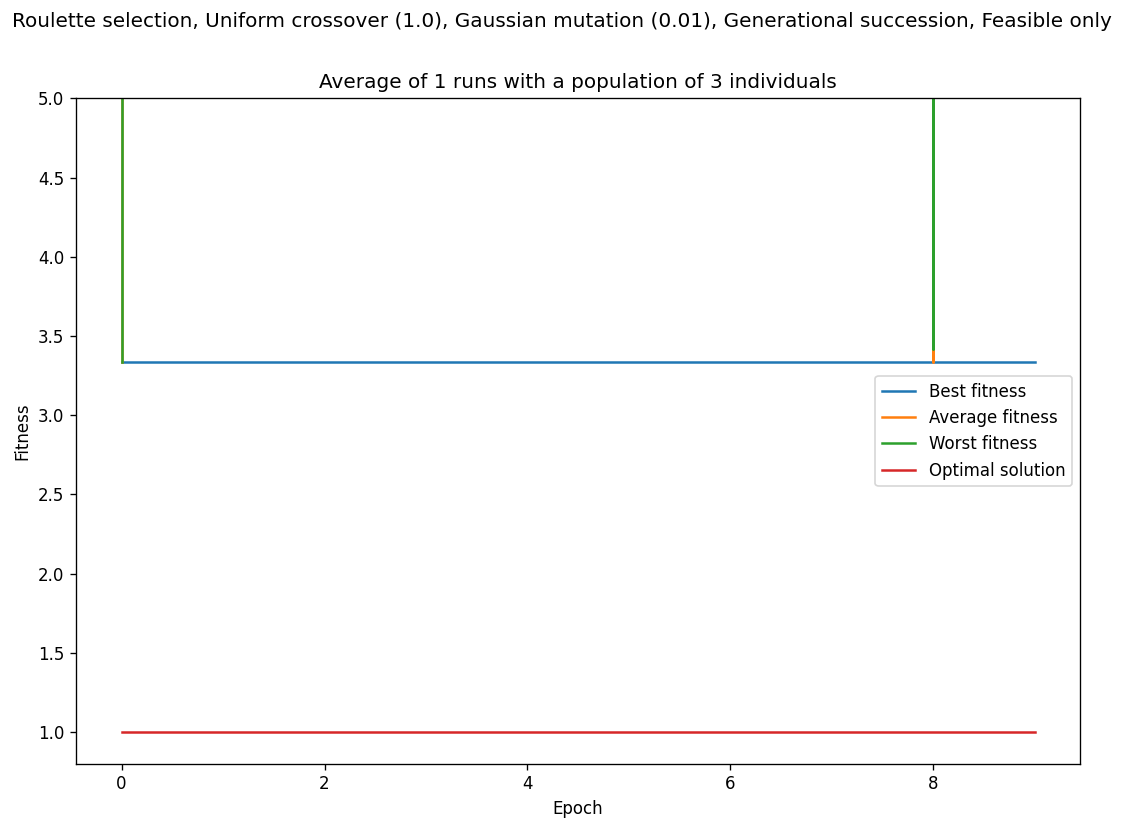 Roulette selection, Uniform crossover (1.0), Gaussian mutation (0.01), Generational succession, Feasible only
Average of 1 runs with a population of 3 individuals
5.0
4.5
4.0
3.5
3.0
2.5
2.0
1.5
1.0
Fitness
Best fitness
Average fitness
Worst fitness
Optimal solution
0 2 4 6 8
Epoch